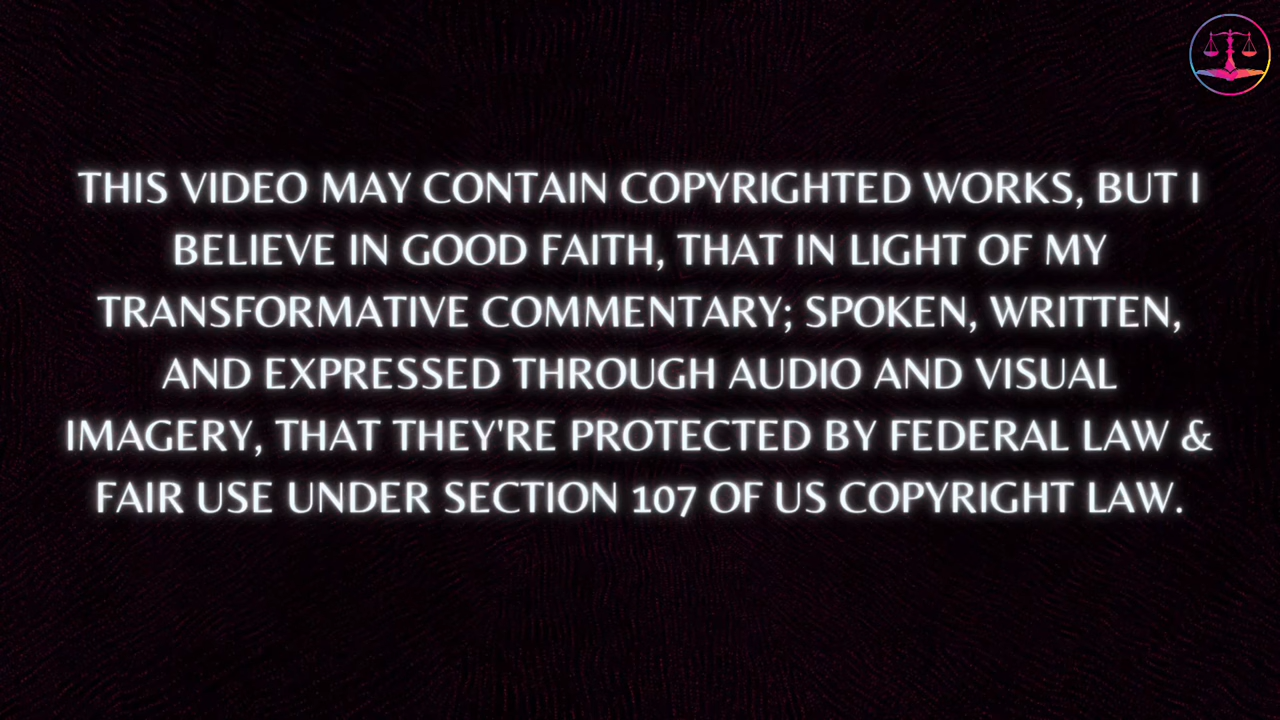 THIS VIDEO MAY CONTAIN COPYRIGHTED WORKS, BUT I
BELIEVE IN GOOD FAITH, THAT IN LIGHT OF MY
TRANSFORMATIVE COMMENTARY; SPOKEN, WRITTEN,
AND EXPRESSED THROUGH AUDIO AND VISUAL
IMAGERY, THAT THEY'RE PROTECTED BY FEDERAL LAW &
FAIR USE UNDER SECTION 107 OF US COPYRIGHT LAW.